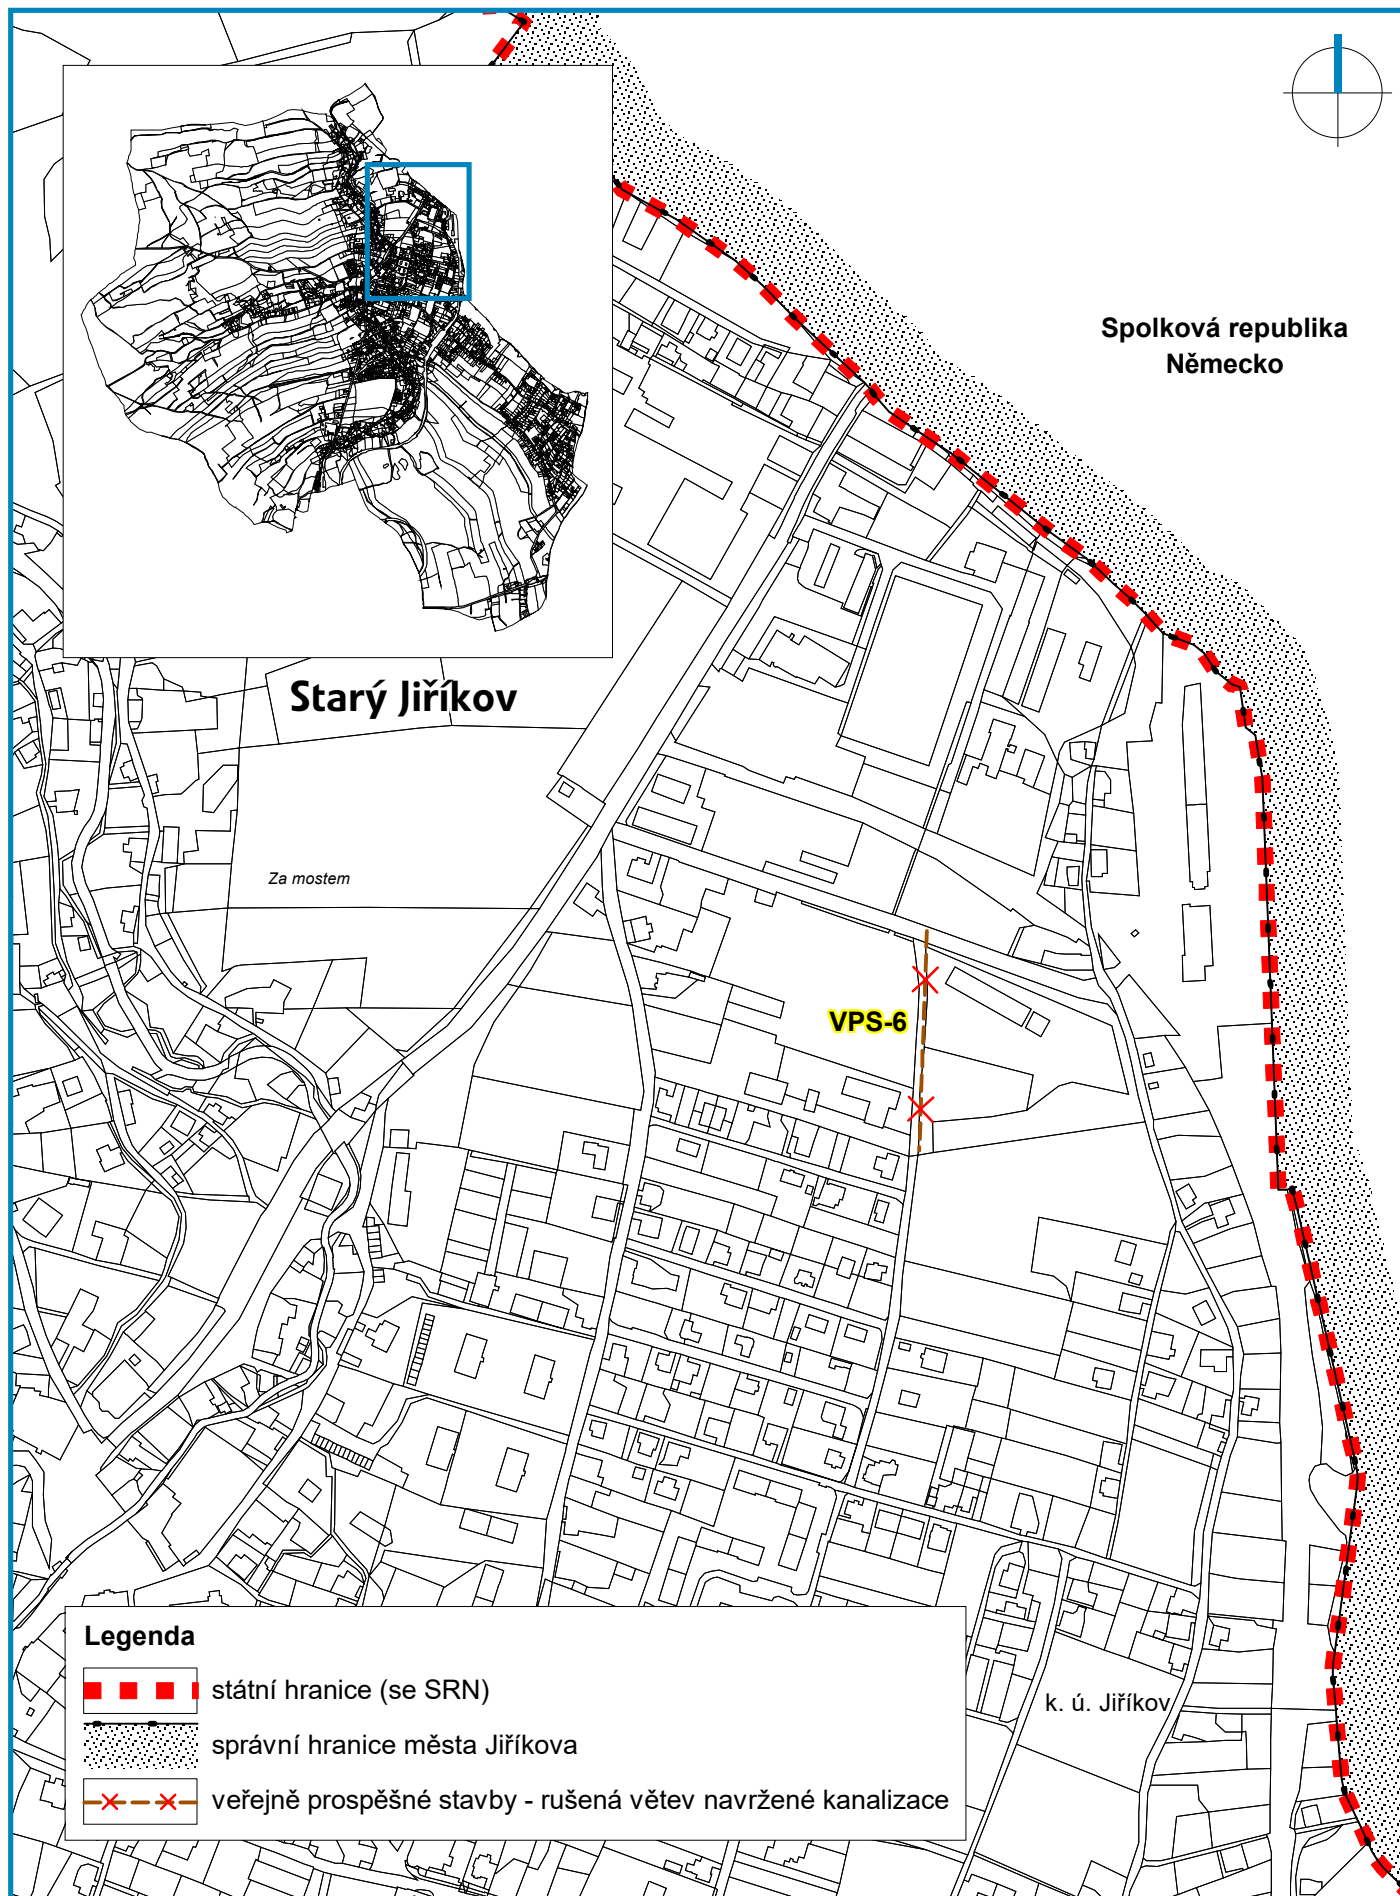 Spolková republika
Německo
Starý Jiříkov
Za mostem
VPS-6
k. ú. Jiříkov
Legenda
státní hranice (se SRN)
správní hranice města Jiříkova
veřejně prospěšné stavby - rušená větev navržené kanalizace